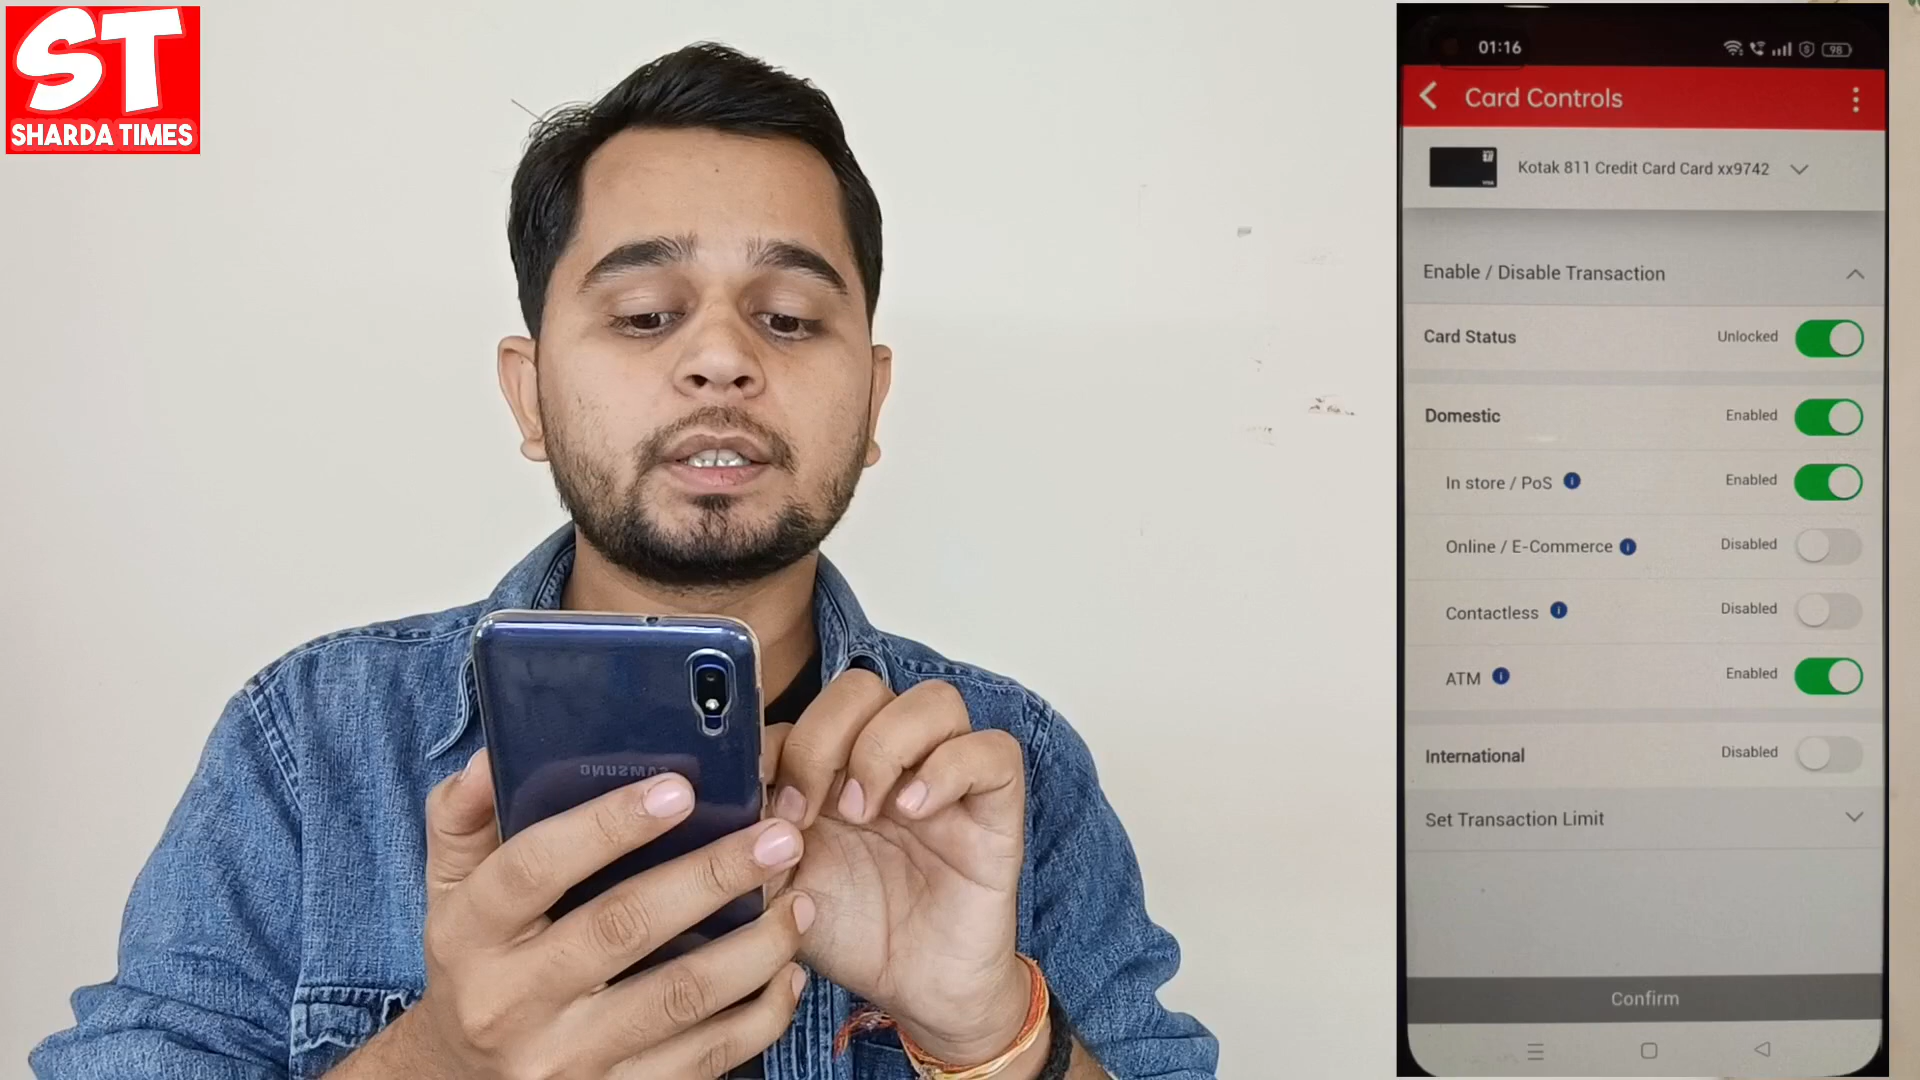 ST
SHARDA TIMES
SAMSUNG
01:16
98
Card Controls
Kotak 811 Credit Card Card xx9742
Enable / Disable Transaction
Card Status Unlocked
Domestic Enabled
In store / PoS Enabled
Online / E-Commerce Disabled
Contactless Disabled
ATM Enabled
International Disabled
Set Transaction Limit
Confirm